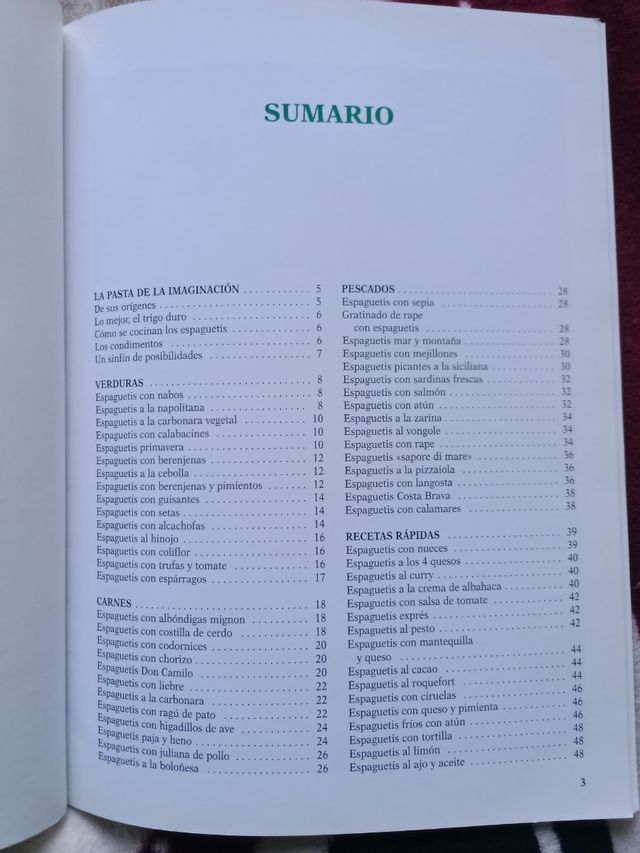 SUMARIO
LA PASTA DE LA IMAGINACIÓN . . . . . . . . . . . 5
De sus orígenes . . . . . . . . . . . 5
Lo mejor, el trigo duro . . . . . . . . . . . 6
Cómo se cocinan los espaguetis . . . . . . . . . . . 6
Los condimentos . . . . . . . . . . . 6
Un sinfín de posibilidades . . . . . . . . . . . 7
VERDURAS . . . . . . . . . . . 8
Espaguetis con nabos . . . . . . . . . . . 8
Espaguetis a la napolitana . . . . . . . . . . . 8
Espaguetis a la carbonara vegetal . . . . . . . . . . . 10
Espaguetis con calabacines . . . . . . . . . . . 10
Espaguetis primavera . . . . . . . . . . . 10
Espaguetis con berenjenas . . . . . . . . . . . 12
Espaguetis a la cebolla . . . . . . . . . . . 12
Espaguetis con berenjenas y pimientos . . . . . . . . . . . 12
Espaguetis con guisantes . . . . . . . . . . . 14
Espaguetis con setas . . . . . . . . . . . 14
Espaguetis con alcachofas . . . . . . . . . . . 14
Espaguetis al hinojo . . . . . . . . . . . 16
Espaguetis con coliflor . . . . . . . . . . . 16
Espaguetis con trufas y tomate . . . . . . . . . . . 16
Espaguetis con espárragos . . . . . . . . . . . 17
CARNES . . . . . . . . . . . 18
Espaguetis con albóndigas mignon . . . . . . . . . . . 18
Espaguetis con costilla de cerdo . . . . . . . . . . . 18
Espaguetis con codornices . . . . . . . . . . . 20
Espaguetis con chorizo . . . . . . . . . . . 20
Espaguetis Don Camilo . . . . . . . . . . . 20
Espaguetis con liebre . . . . . . . . . . . 22
Espaguetis a la carbonara . . . . . . . . . . . 22
Espaguetis con ragú de pato . . . . . . . . . . . 22
Espaguetis con higadillos de ave . . . . . . . . . . . 24
Espaguetis paja y heno . . . . . . . . . . . 24
Espaguetis con juliana de pollo . . . . . . . . . . . 26
Espaguetis a la boloñesa . . . . . . . . . . . 26
PESCADOS . . . . . . . . . . . 28
Espaguetis con sepia . . . . . . . . . . . 28
Gratinado de rape
con espaguetis . . . . . . . . . . . 28
Espaguetis mar y montaña . . . . . . . . . . . 28
Espaguetis con mejillones . . . . . . . . . . . 30
Espaguetis picantes a la siciliana . . . . . . . . . . . 30
Espaguetis con sardinas frescas . . . . . . . . . . . 32
Espaguetis con salmón . . . . . . . . . . . 32
Espaguetis con atún . . . . . . . . . . . 32
Espaguetis a la zarina . . . . . . . . . . . 34
Espaguetis al vongole . . . . . . . . . . . 34
Espaguetis con rape . . . . . . . . . . . 34
Espaguetis «sapore di mare» . . . . . . . . . . . 36
Espaguetis a la pizzaiola . . . . . . . . . . . 36
Espaguetis con langosta . . . . . . . . . . . 36
Espaguetis Costa Brava . . . . . . . . . . . 38
Espaguetis con calamares . . . . . . . . . . . 38
RECETAS RÁPIDAS . . . . . . . . . . . 39
Espaguetis con nueces . . . . . . . . . . . 39
Espaguetis a los 4 quesos . . . . . . . . . . . 40
Espaguetis al curry . . . . . . . . . . . 40
Espaguetis a la crema de albahaca . . . . . . . . . . . 40
Espaguetis con salsa de tomate . . . . . . . . . . . 42
Espaguetis exprés . . . . . . . . . . . 42
Espaguetis al pesto . . . . . . . . . . . 42
Espaguetis con mantequilla
y queso . . . . . . . . . . . 44
Espaguetis al cacao . . . . . . . . . . . 44
Espaguetis al roquefort . . . . . . . . . . . 44
Espaguetis con ciruelas . . . . . . . . . . . 46
Espaguetis con queso y pimienta . . . . . . . . . . . 46
Espaguetis fríos con atún . . . . . . . . . . . 46
Espaguetis con tortilla . . . . . . . . . . . 48
Espaguetis al limón . . . . . . . . . . . 48
Espaguetis al ajo y aceite . . . . . . . . . . . 48
3